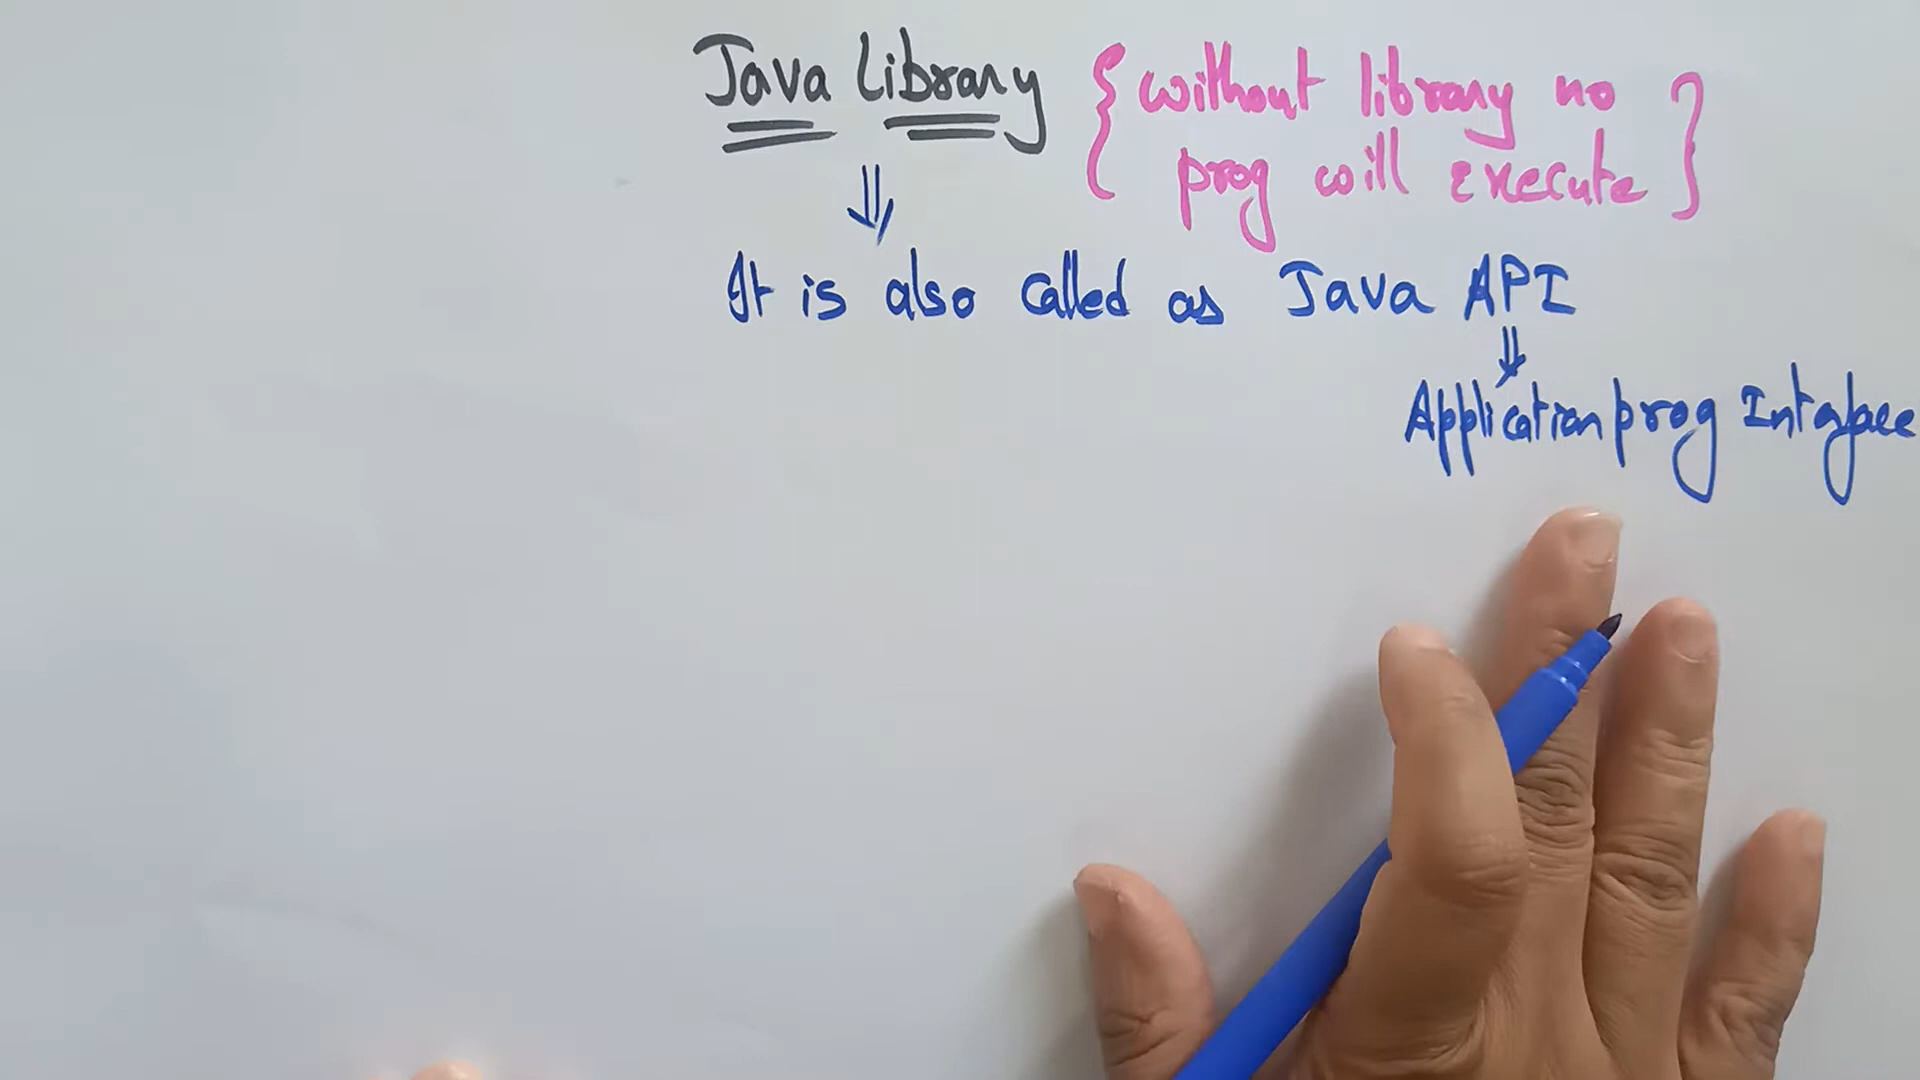 Java Library { without library no
prog will execute }
It is also called as Java API
Application prog Interface